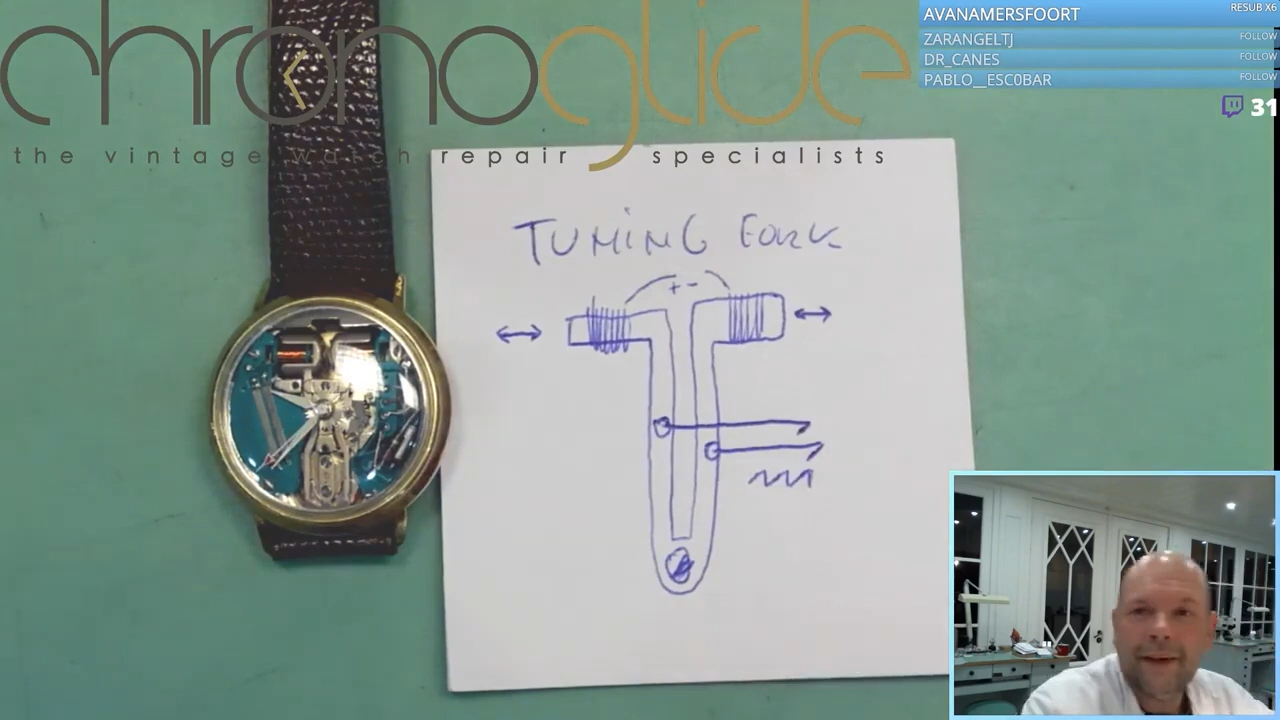 chronoglide
the vintage watch repair specialists
AVANAMERSFOORT RESUB X6
ZARANGELTJ FOLLOW
DR_CANES FOLLOW
PABLO__ESC0BAR FOLLOW
31
TUNING FORK
+ -